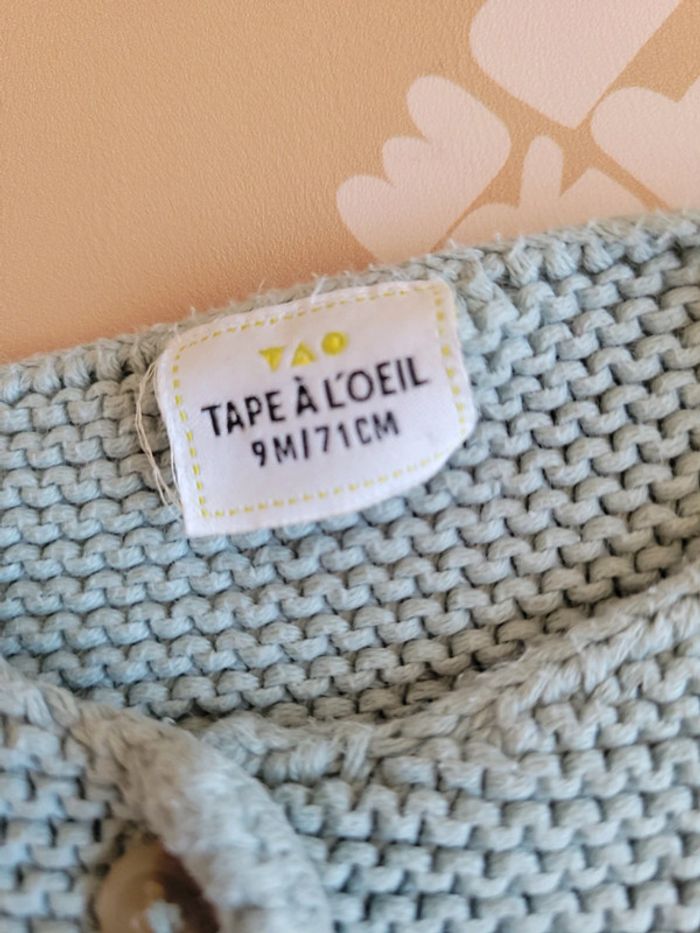 TAO
TAPE À L'OEIL
9M/71CM